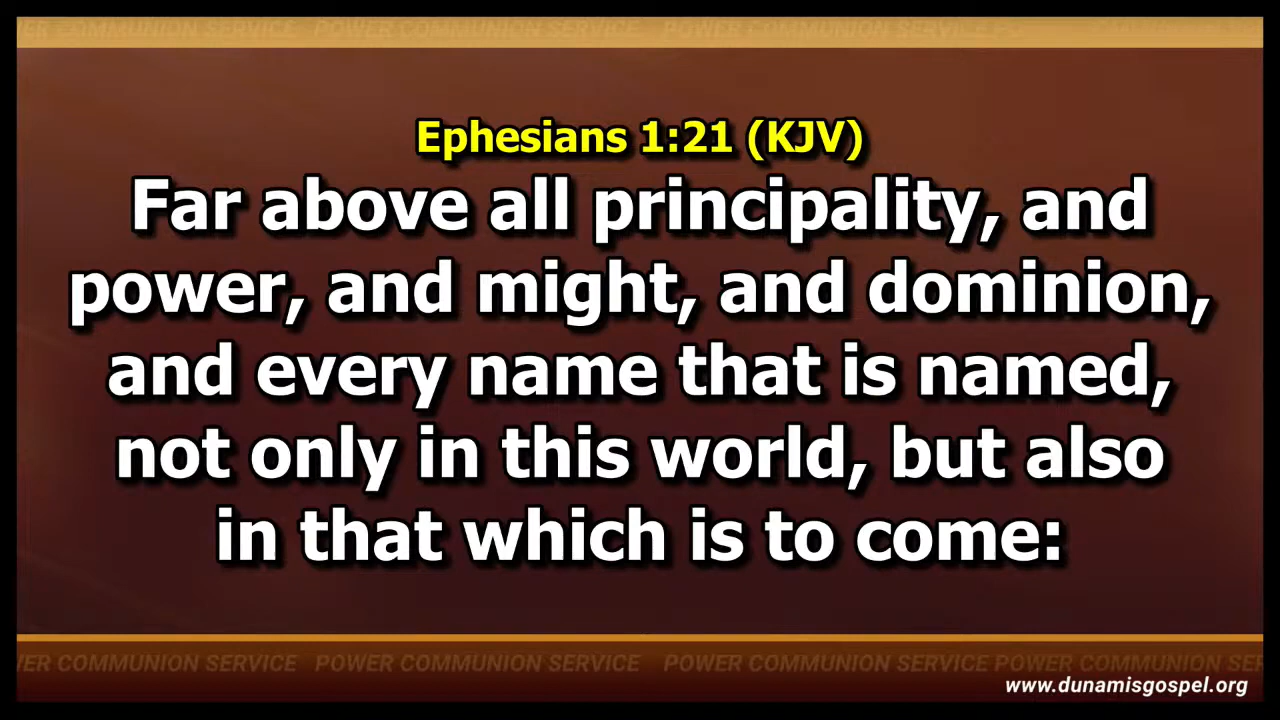 POWER COMMUNION SERVICE POWER COMMUNION SERVICE
Ephesians 1:21 (KJV)
Far above all principality, and
power, and might, and dominion,
and every name that is named,
not only in this world, but also
in that which is to come:
COMMUNION SERVICE POWER COMMUNION SERVICE POWER COMMUNION SERVICE POWER COMMUNION
www.dunamisgospel.org